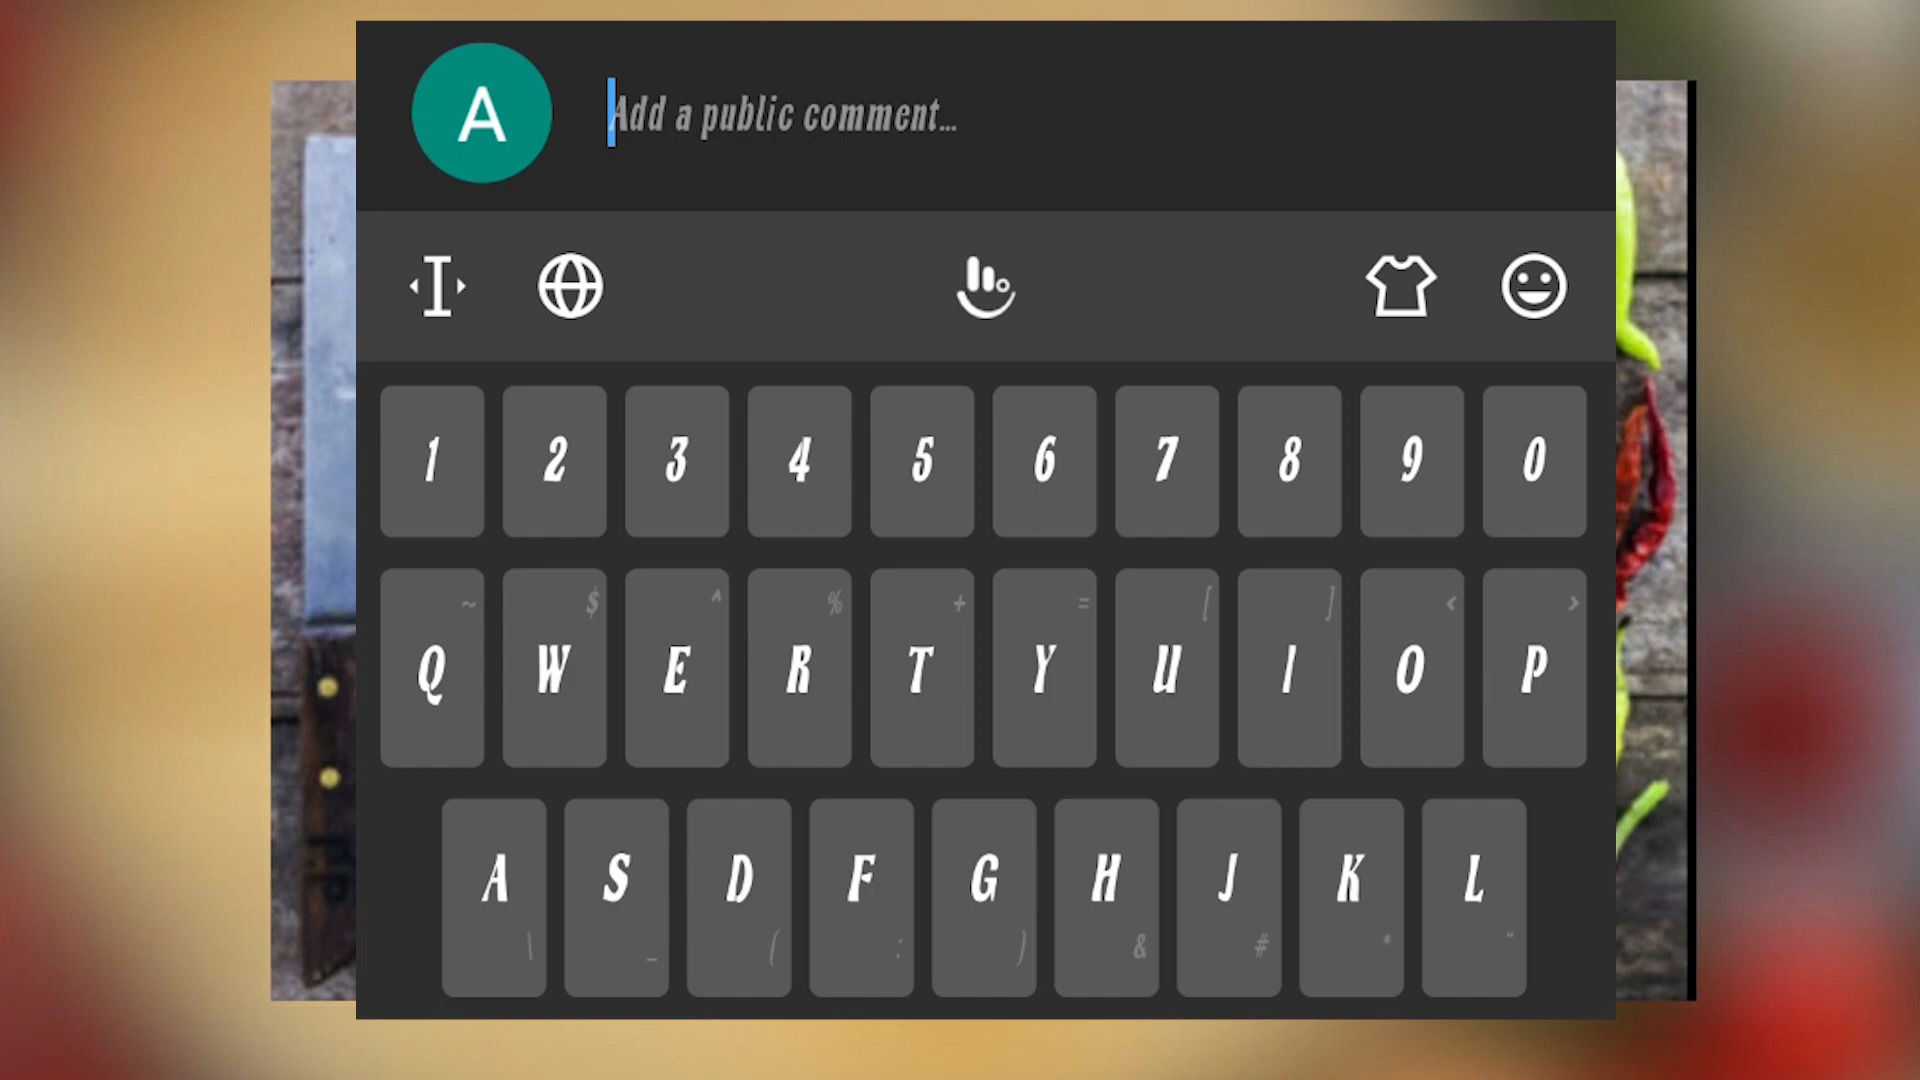 A
Add a public comment...
1 2 3 4 5 6 7 8 9 0
~ $ ^ % + = [ ] < >
Q W E R T Y U I O P
A S D F G H J K L
\ _ ( : ) & # * "